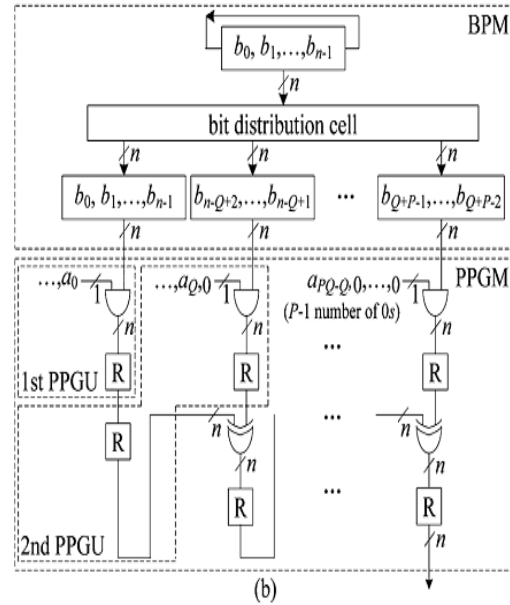 BPM
b0, b1,...,bn-1
n
bit distribution cell
n n n
b0, b1,...,bn-1 bn-Q+2,...,bn-Q+1 ... bQ+P-1,...,bQ+P-2
n n n
PPGM
...,a0 ...,aQ,0 aPQ-Q,0,...,0
1 1 1
(P-1 number of 0s)
n n n
...
R R R
1st PPGU
R n ... n
n n
R ... R
2nd PPGU n
(b)